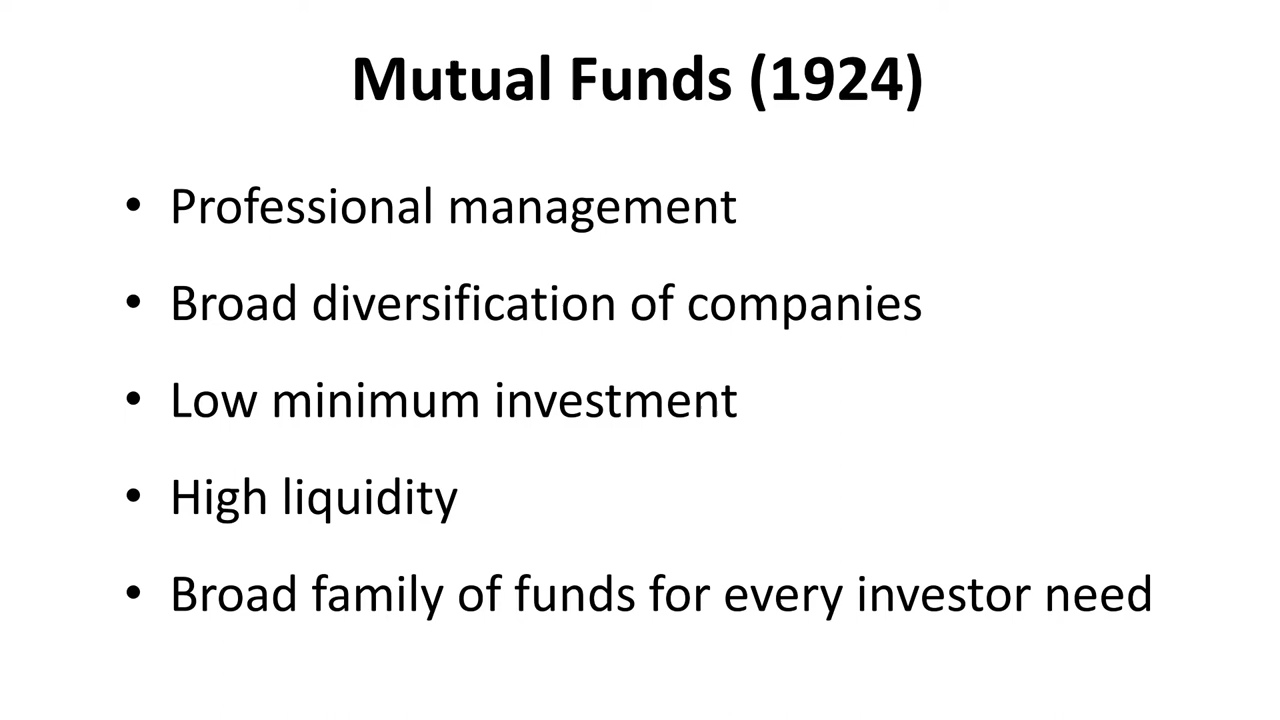 Mutual Funds (1924)
• Professional management
• Broad diversification of companies
• Low minimum investment
• High liquidity
• Broad family of funds for every investor need